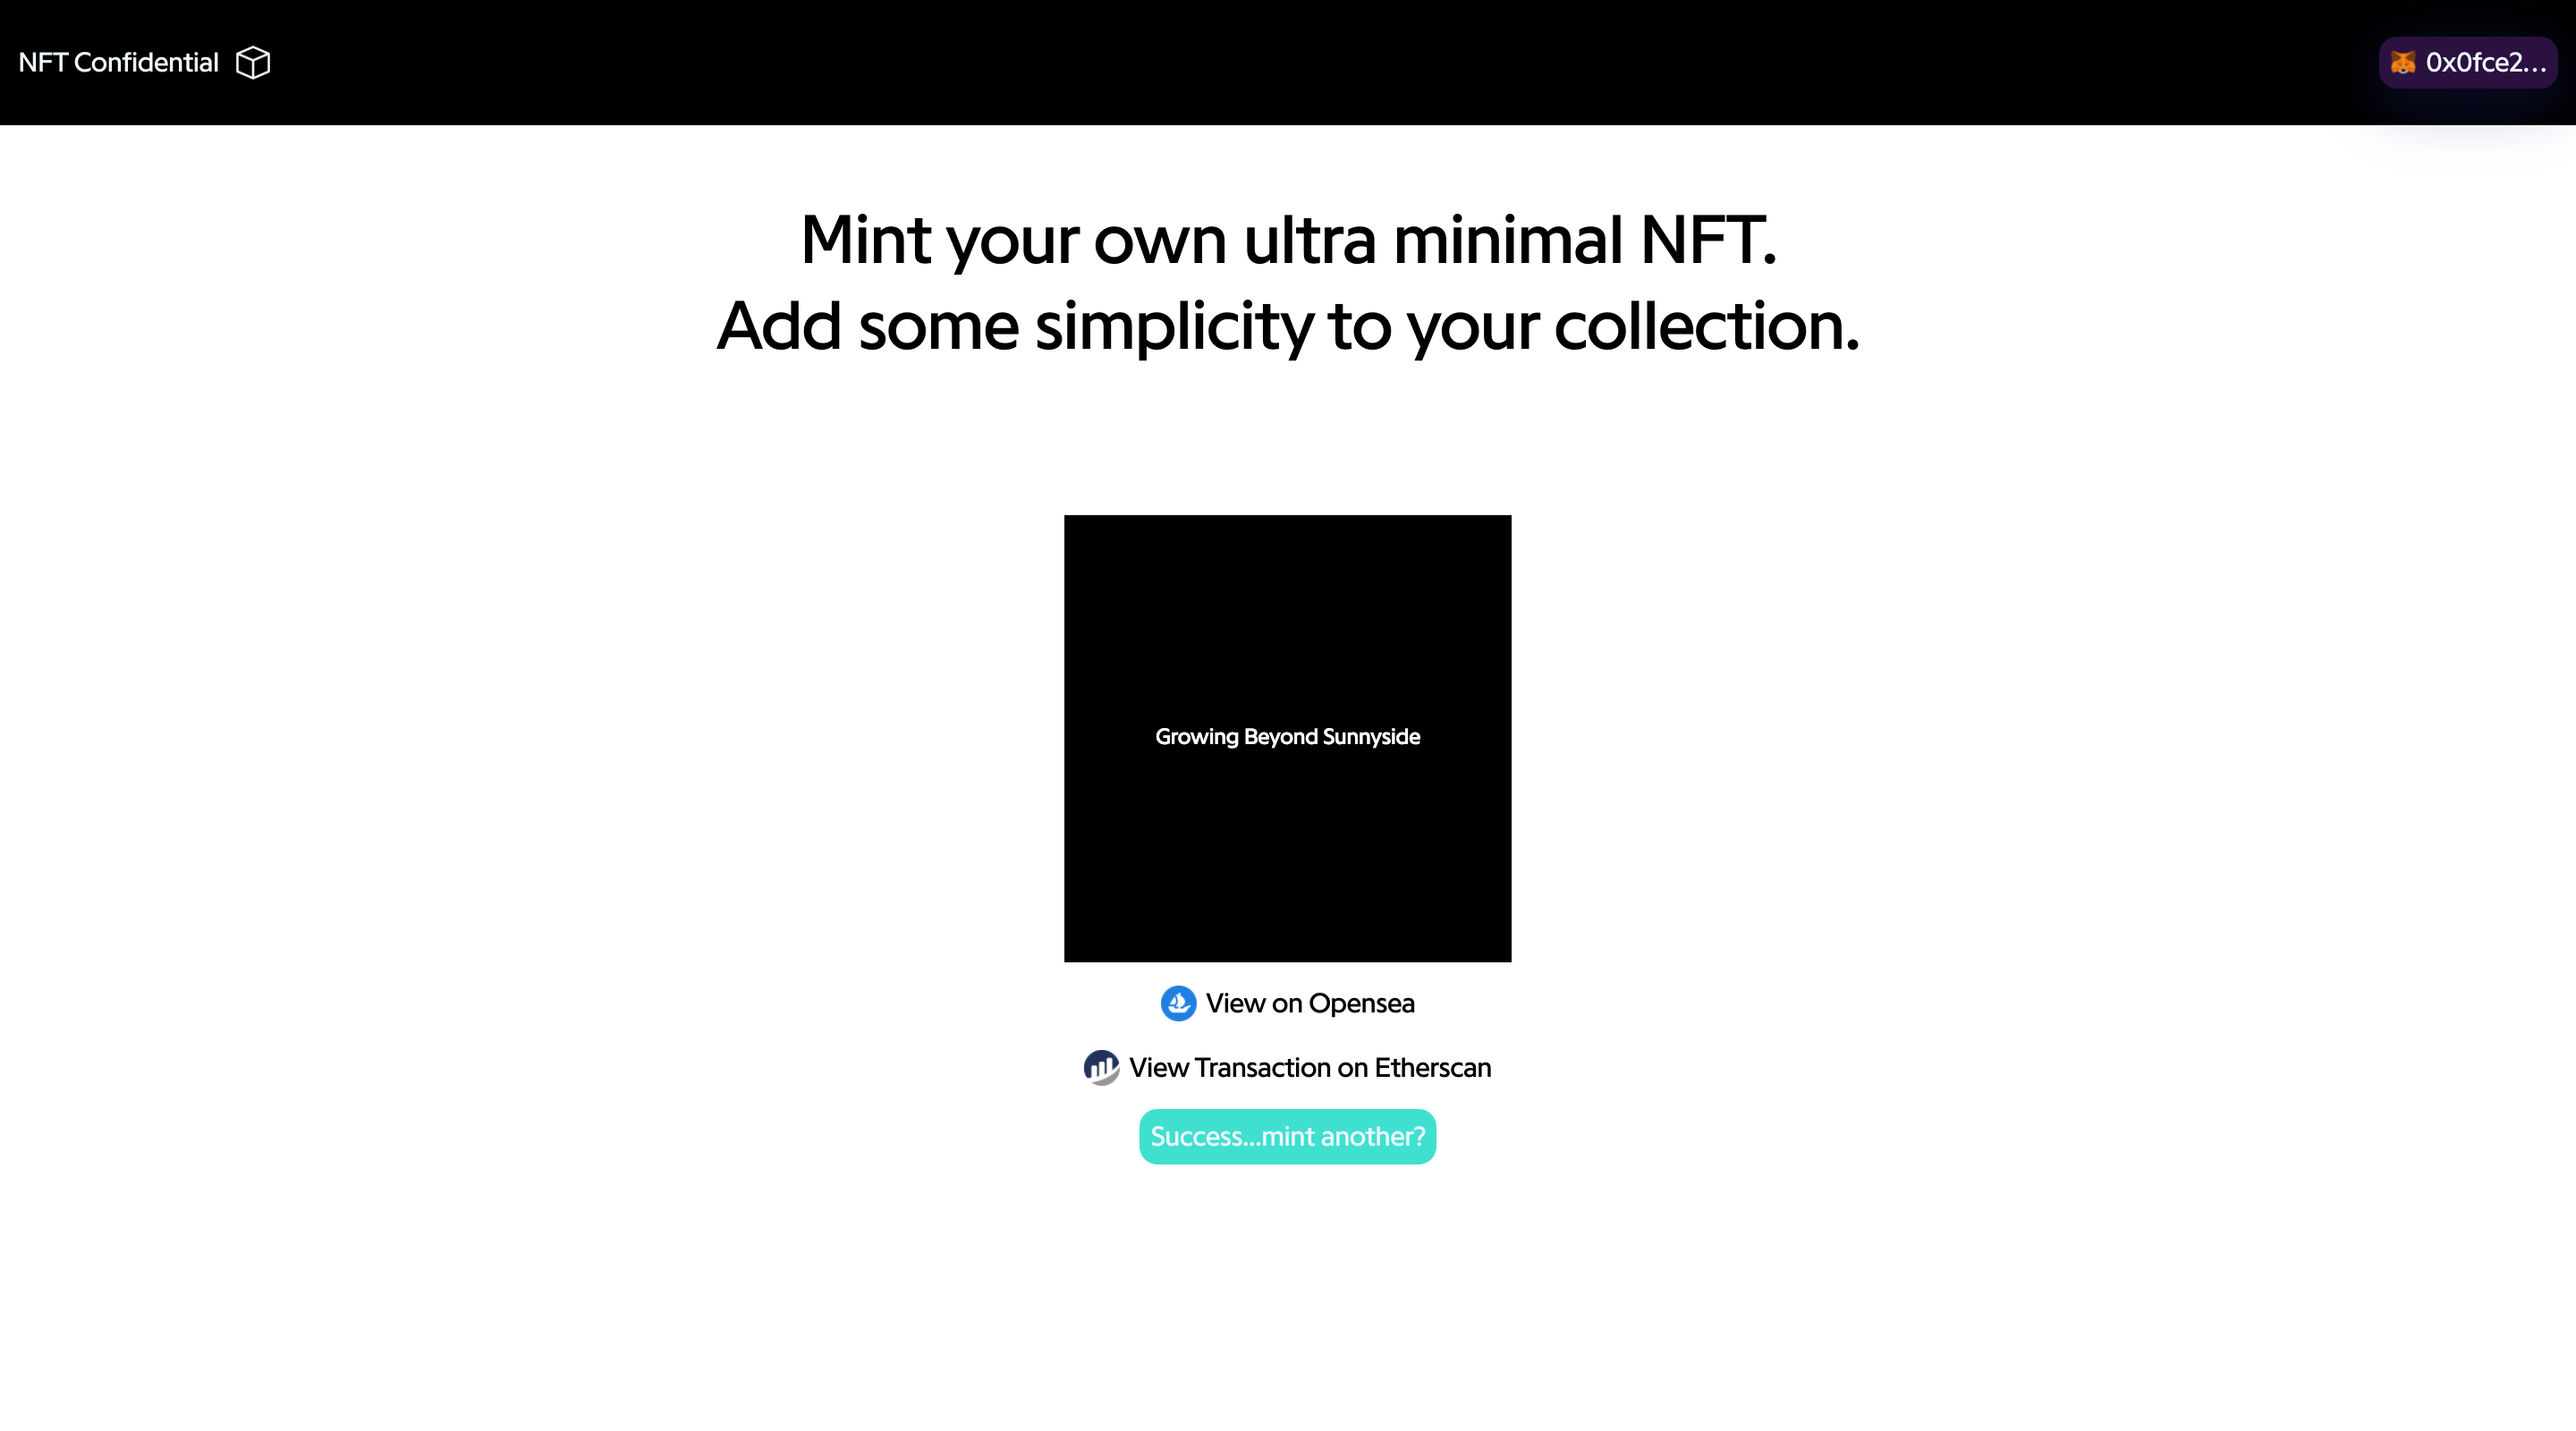 NFT Confidential
0x0fce2...
Mint your own ultra minimal NFT.
Add some simplicity to your collection.
Growing Beyond Sunnyside
View on Opensea
View Transaction on Etherscan
Success...mint another?